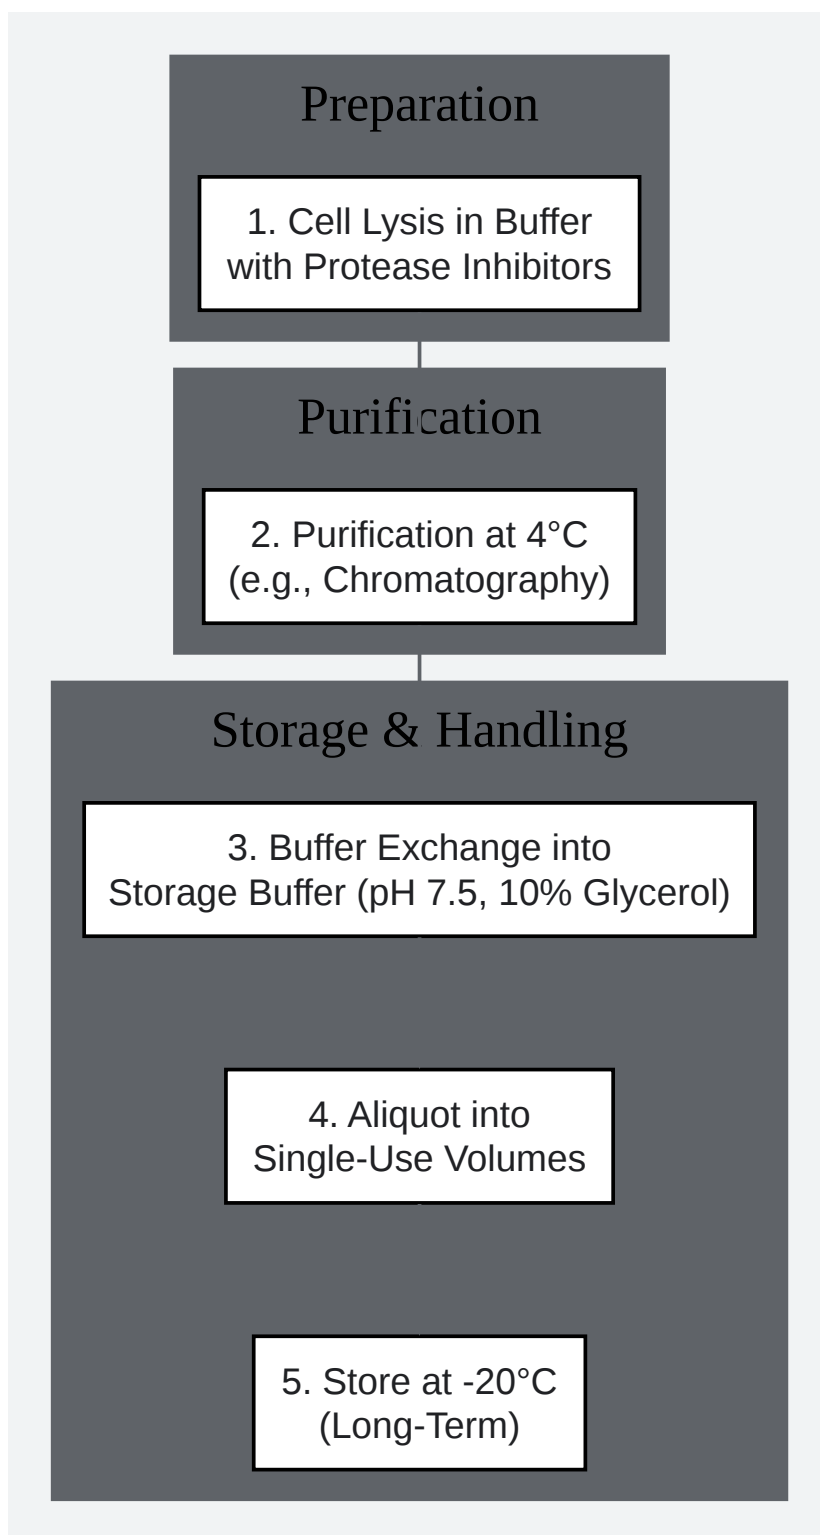 Preparation
1. Cell Lysis in Buffer
with Protease Inhibitors
Purification
2. Purification at 4°C
(e.g., Chromatography)
Storage & Handling
3. Buffer Exchange into
Storage Buffer (pH 7.5, 10% Glycerol)
4. Aliquot into
Single-Use Volumes
5. Store at -20°C
(Long-Term)